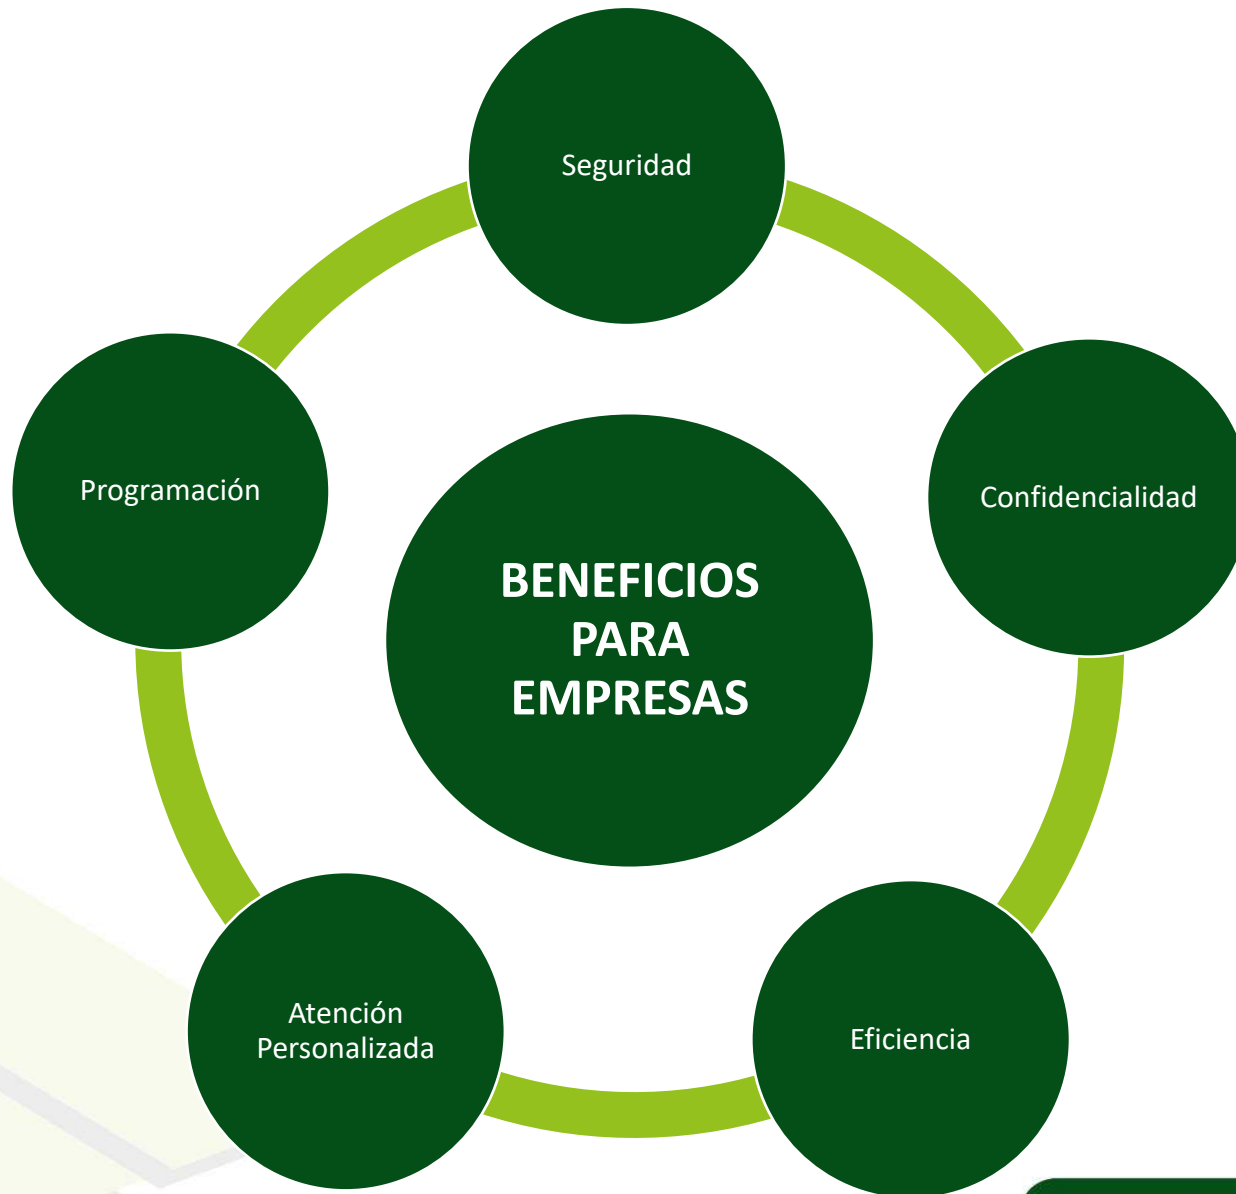 Seguridad
Confidencialidad
Programación
BENEFICIOS
PARA
EMPRESAS
Atención
Personalizada
Eficiencia